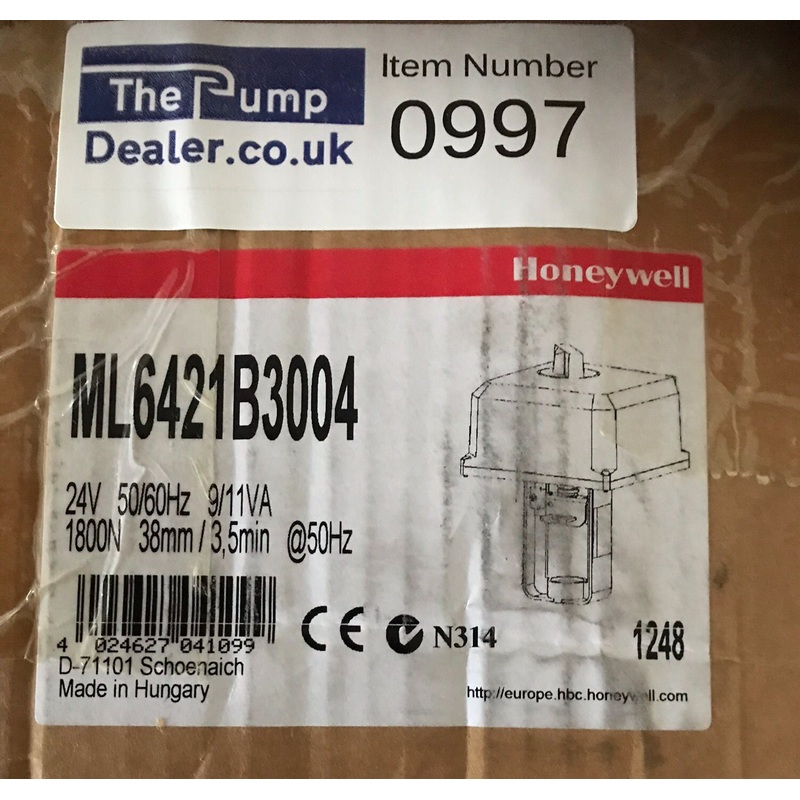 The Pump
Dealer.co.uk
Item Number
0997
Honeywell
ML6421B3004
24V 50/60Hz 9/11VA
1800N 38mm / 3,5min @50Hz
4 024627 041099
D-71101 Schoenaich
Made in Hungary
CE
N314
1248
http://europe.hbc.honeywell.com